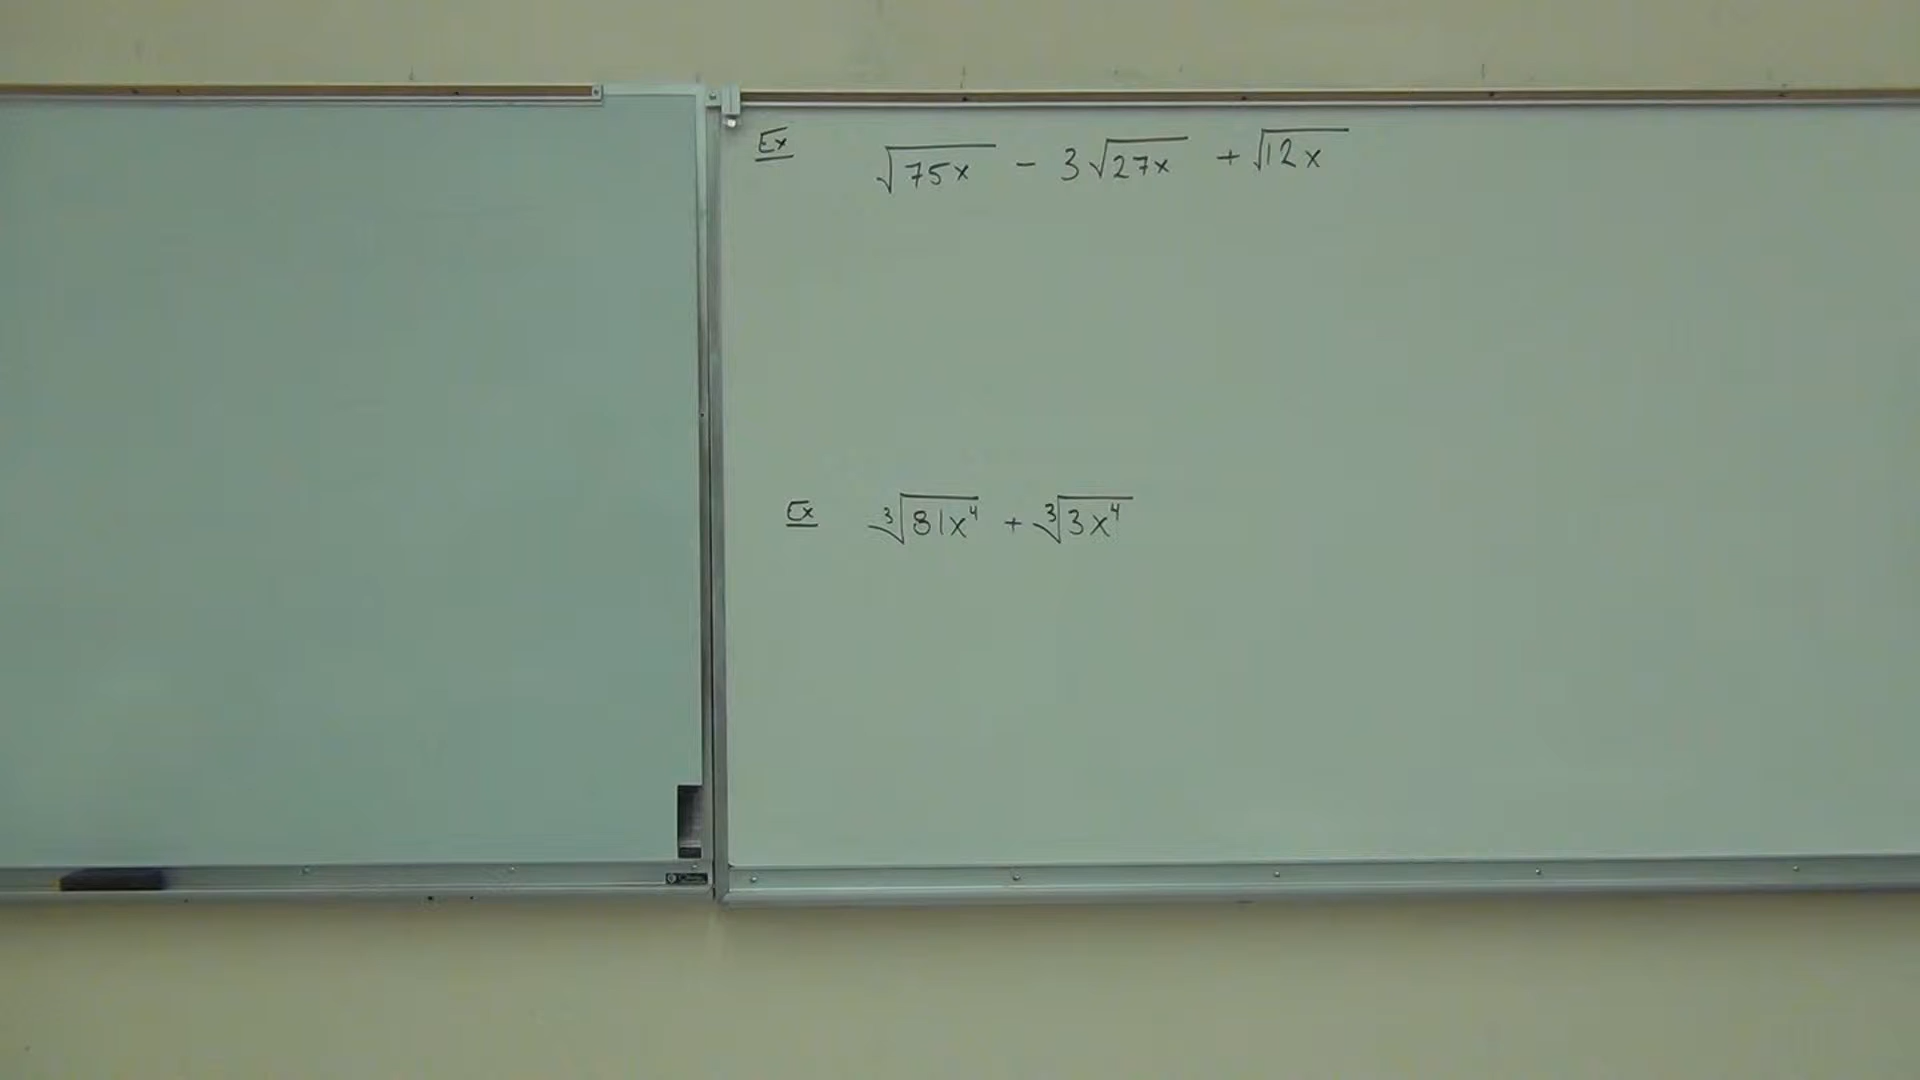 Ex √75x - 3√27x + √12x
Ex ∛81x⁴ + ∛3x⁴